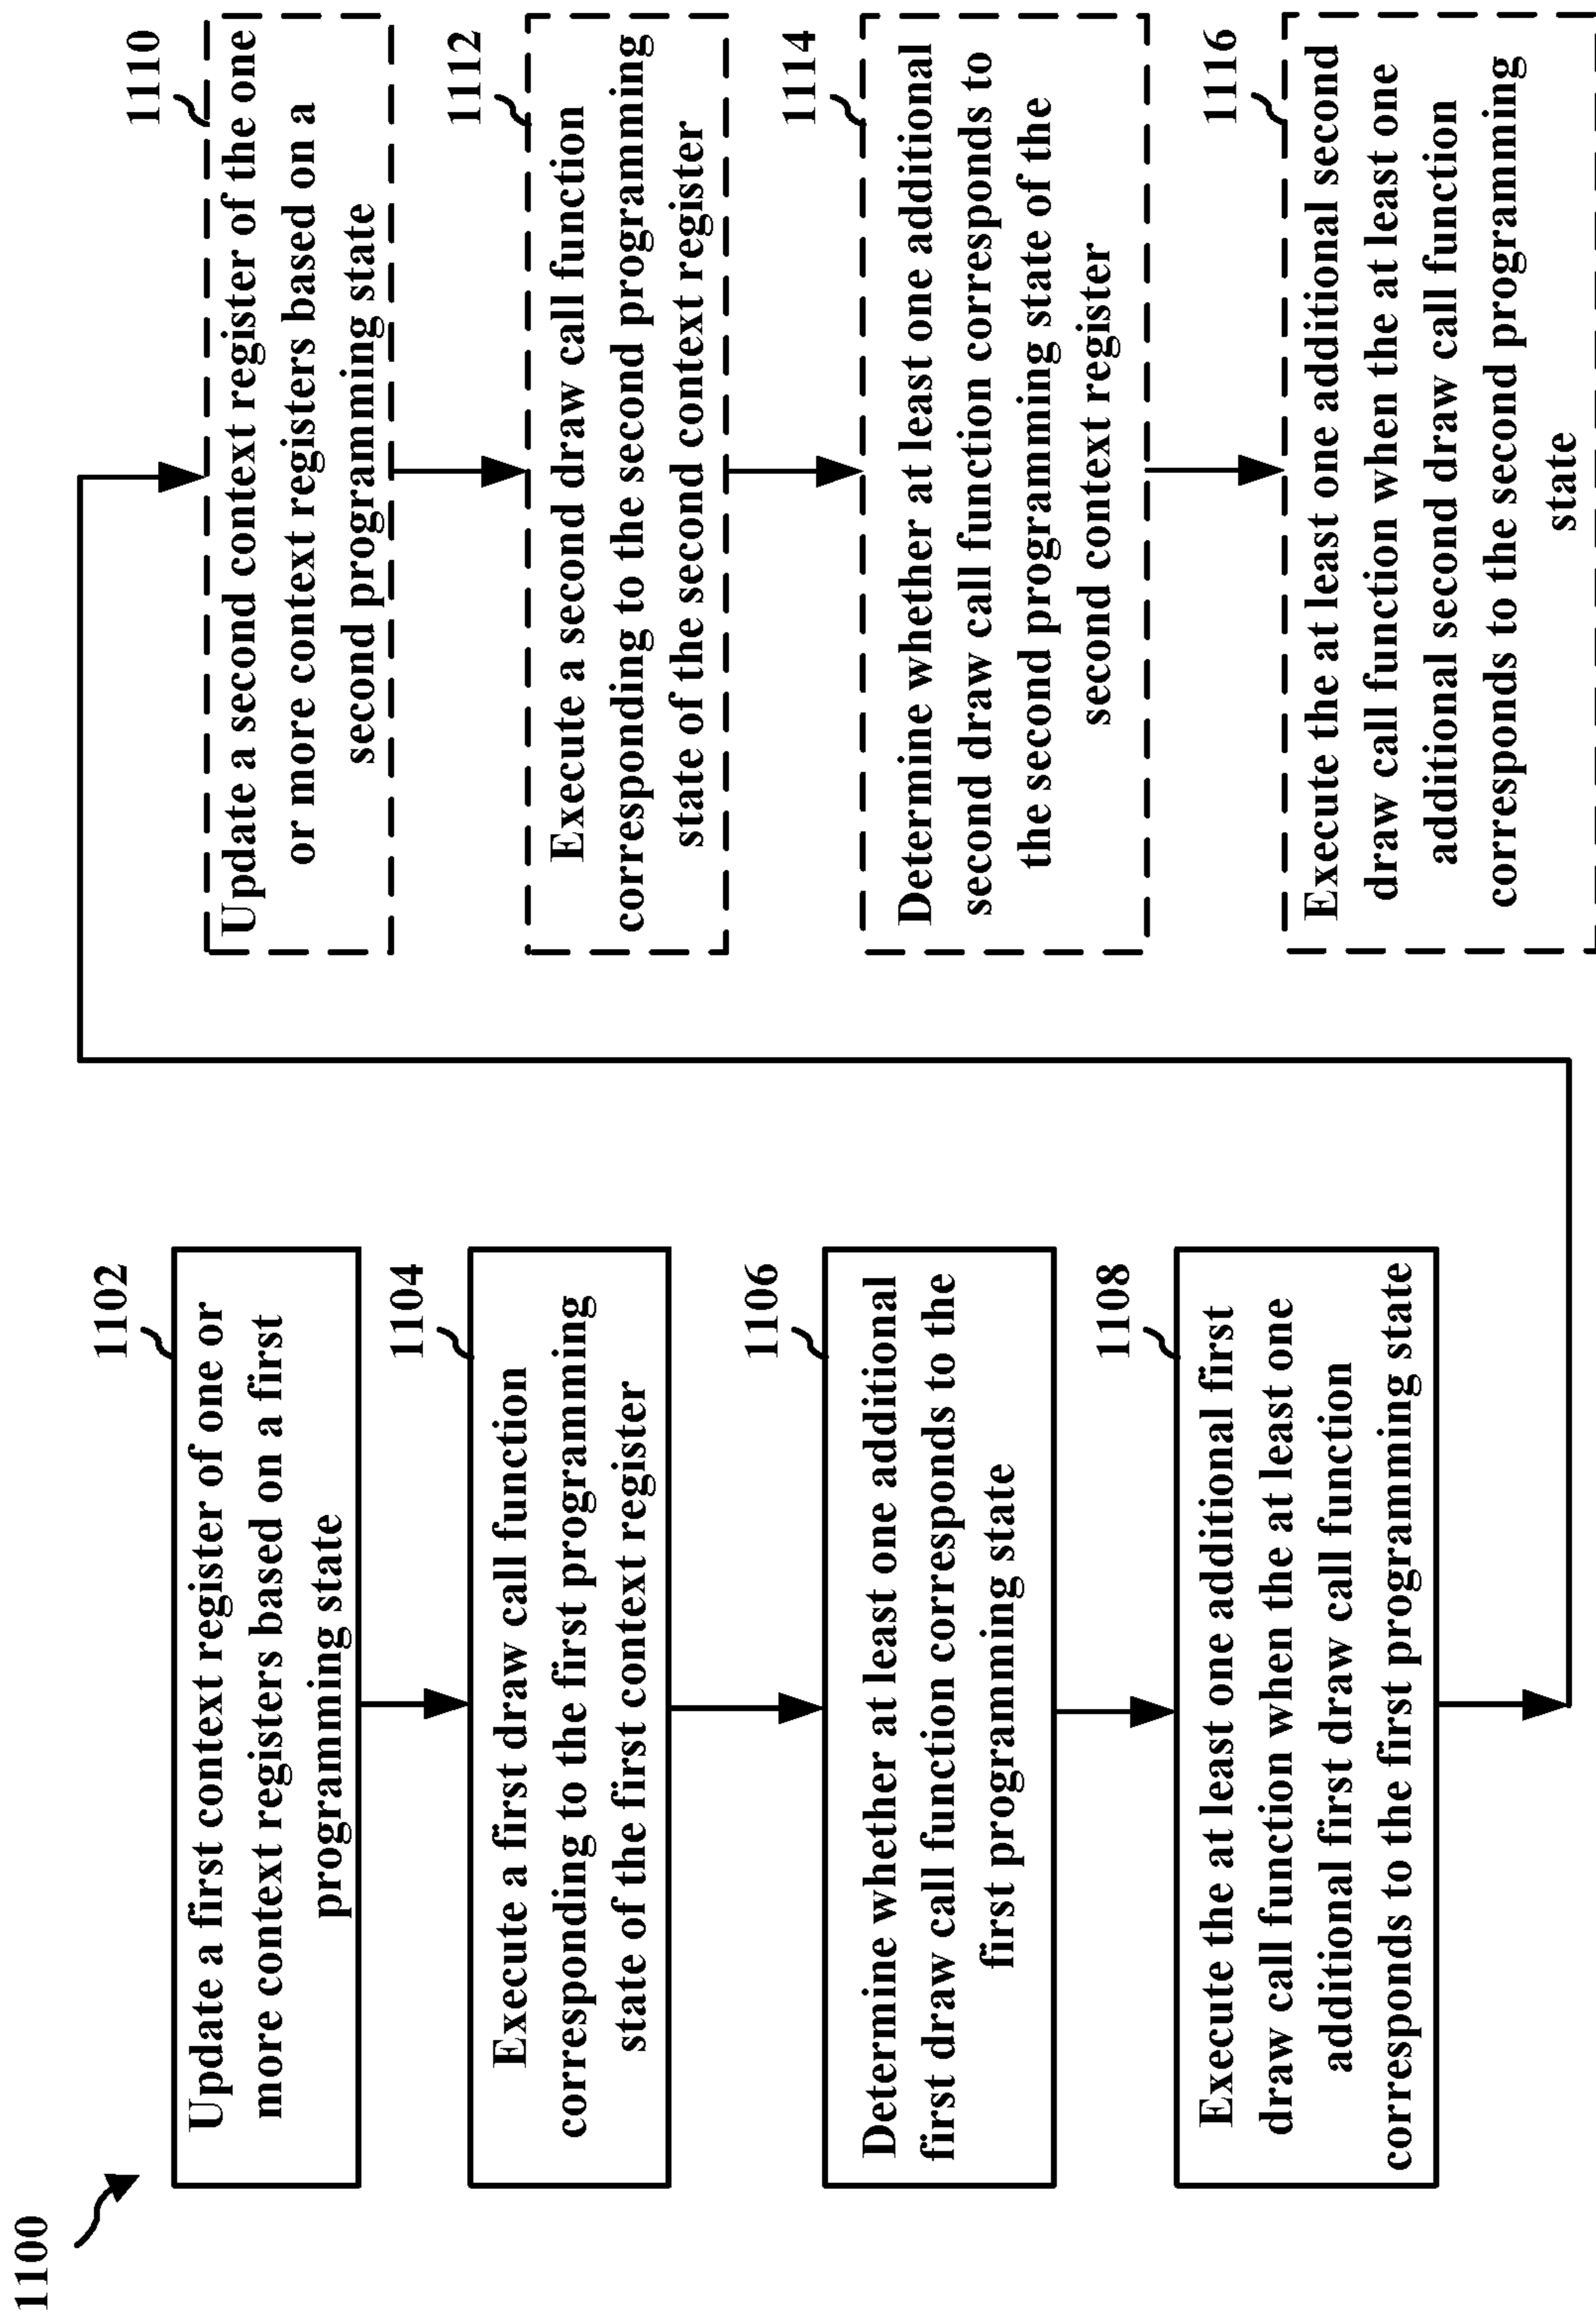 1100
1102
Update a first context register of one or
more context registers based on a first
programming state
1104
Execute a first draw call function
corresponding to the first programming
state of the first context register
1106
Determine whether at least one additional
first draw call function corresponds to the
first programming state
1108
Execute the at least one additional first
draw call function when the at least one
additional first draw call function
corresponds to the first programming state
1110
Update a second context register of the one
or more context registers based on a
second programming state
1112
Execute a second draw call function
corresponding to the second programming
state of the second context register
1114
Determine whether at least one additional
second draw call function corresponds to
the second programming state of the
second context register
1116
Execute the at least one additional second
draw call function when the at least one
additional second draw call function
corresponds to the second programming
state